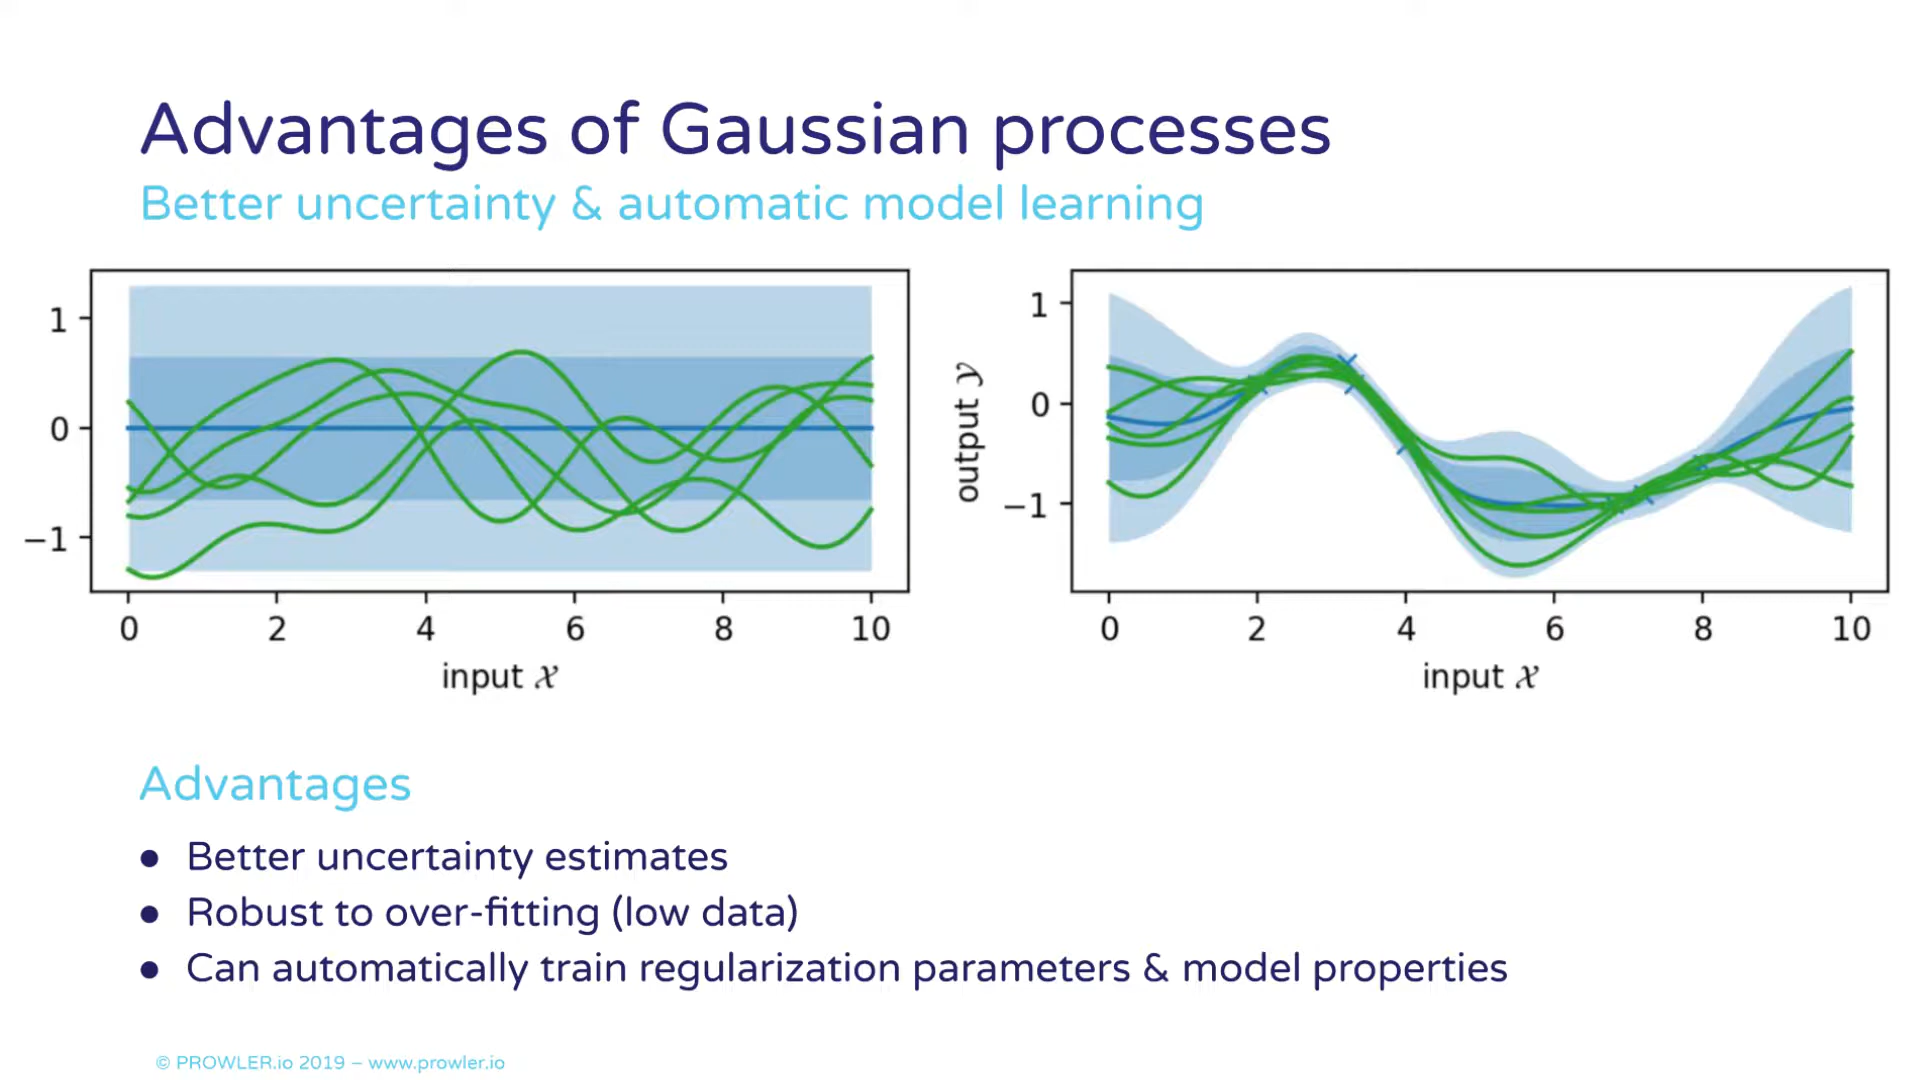 Advantages of Gaussian processes
Better uncertainty & automatic model learning
1
0
−1
0 2 4 6 8 10
input 𝒳
output 𝒴
1
0
−1
0 2 4 6 8 10
input 𝒳
Advantages
● Better uncertainty estimates
● Robust to over-fitting (low data)
● Can automatically train regularization parameters & model properties
© PROWLER.io 2019 – www.prowler.io